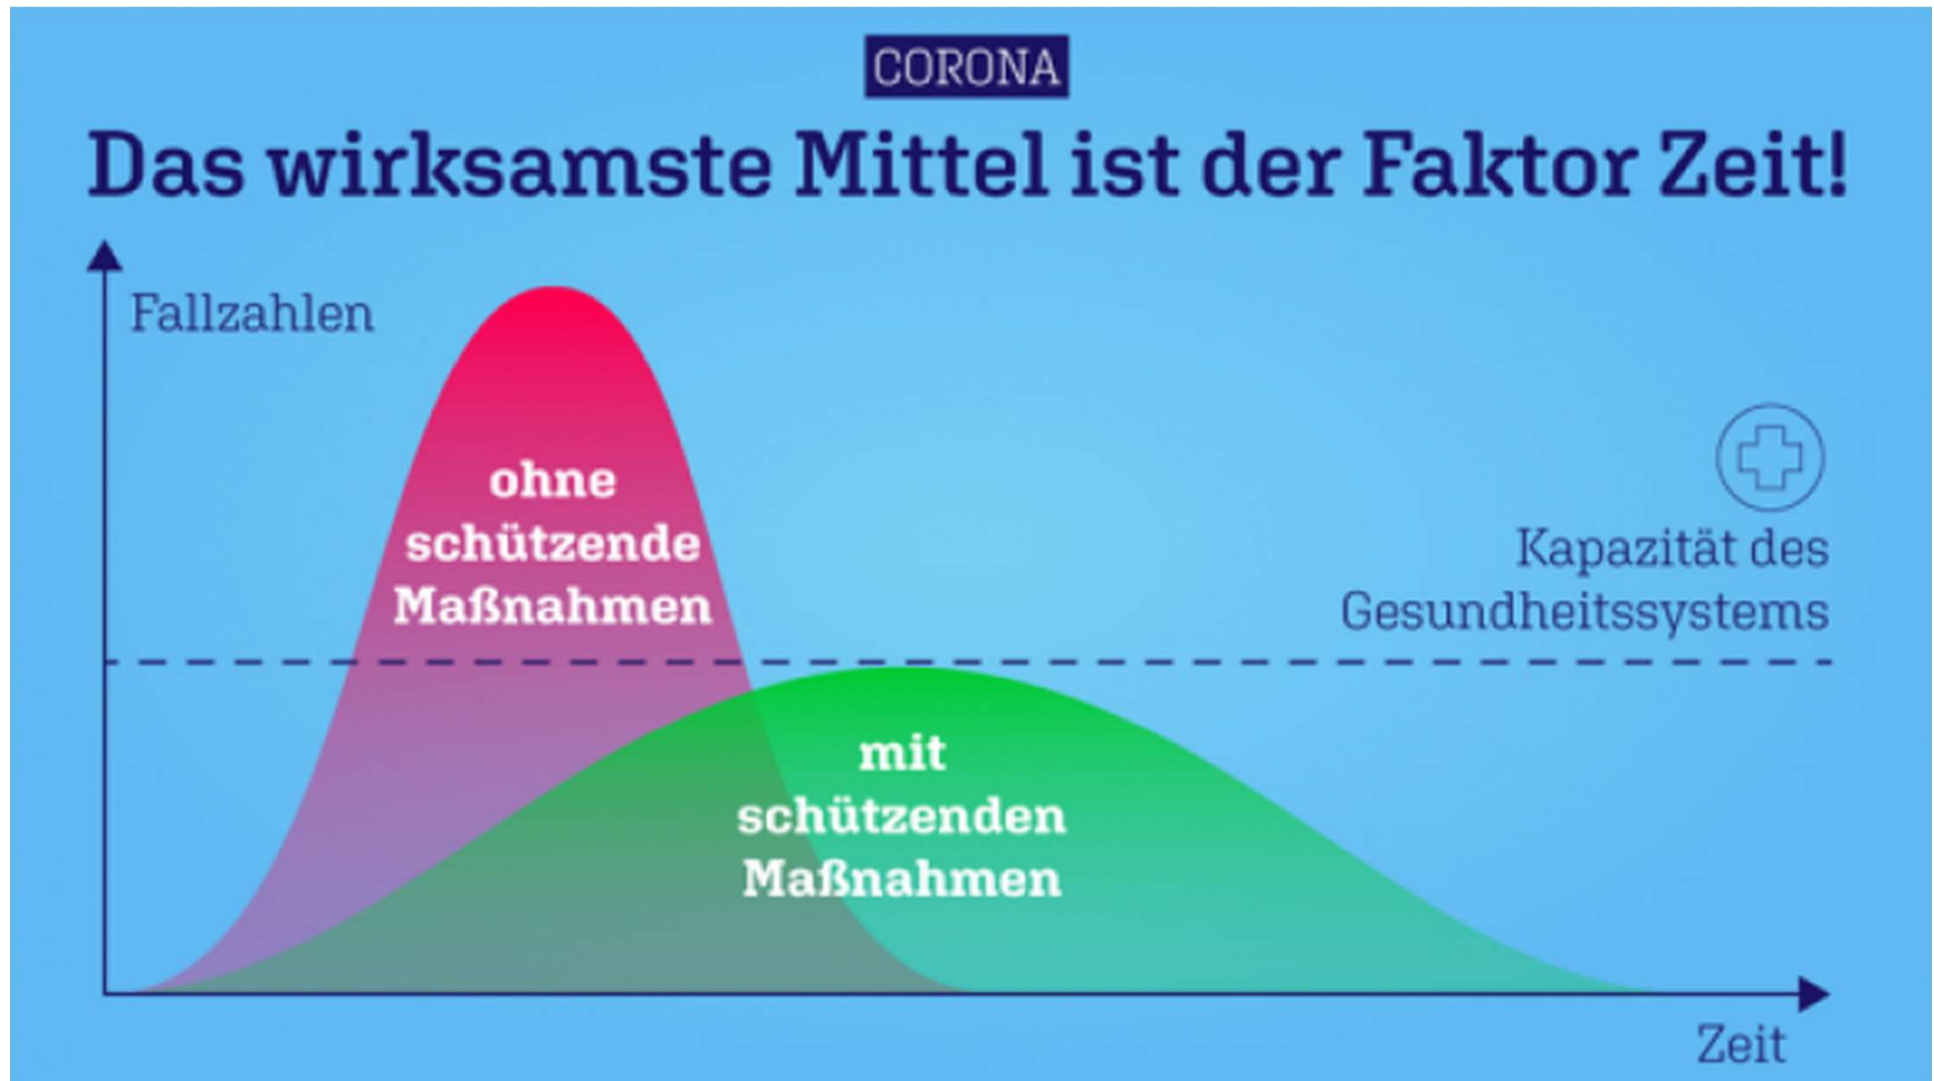 CORONA
Das wirksamste Mittel ist der Faktor Zeit!
Fallzahlen
ohne
schützende
Maßnahmen
Kapazität des
Gesundheitssystems
mit
schützenden
Maßnahmen
Zeit